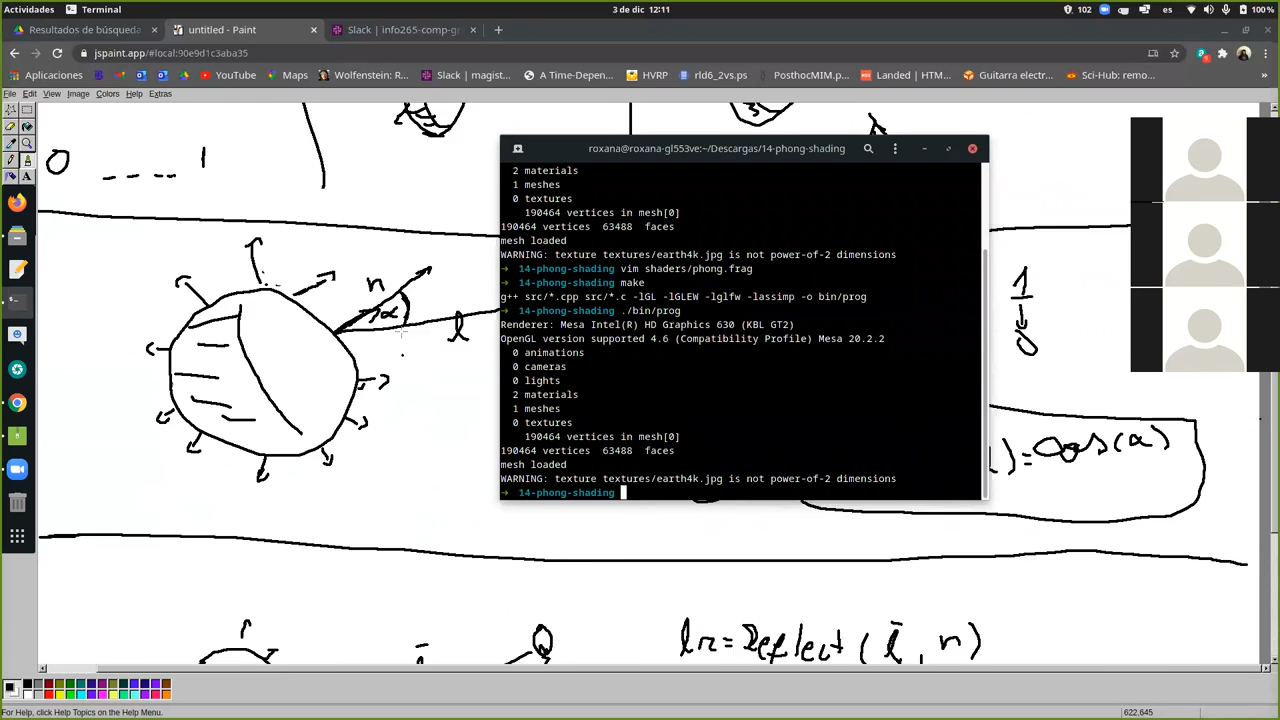 Actividades
Terminal
3 de dic 12:11
102
es
100 %
Resultados de búsqueda
untitled - Paint
Slack | info265-comp-gr
jspaint.app/#local:90e9d1c3aba35
Aplicaciones
YouTube
Maps
Wolfenstein: R...
Slack | magist...
A Time-Depen...
HVRP
rld6_2vs.ps
PosthocMIM.p...
Landed | HTM...
Guitarra electr...
Sci-Hub: remo...
»
File Edit View Image Colors Help Extras
0 _ _ _ _ 1
roxana@roxana-gl553ve:~/Descargas/14-phong-shading
2 materials
1 meshes
0 textures
190464 vertices in mesh[0]
190464 vertices 63488 faces
mesh loaded
WARNING: texture textures/earth4k.jpg is not power-of-2 dimensions
→ 14-phong-shading vim shaders/phong.frag
→ 14-phong-shading make
g++ src/*.cpp src/*.c -lGL -lGLEW -lglfw -lassimp -o bin/prog
→ 14-phong-shading ./bin/prog
Renderer: Mesa Intel(R) HD Graphics 630 (KBL GT2)
OpenGL version supported 4.6 (Compatibility Profile) Mesa 20.2.2
0 animations
0 cameras
0 lights
2 materials
1 meshes
0 textures
190464 vertices in mesh[0]
190464 vertices 63488 faces
mesh loaded
WARNING: texture textures/earth4k.jpg is not power-of-2 dimensions
→ 14-phong-shading
n
α
l
1
0
) = cos(α)
r
l
lr = Reflect(l, n)
For help, click Help Topics on the Help Menu.
622,645